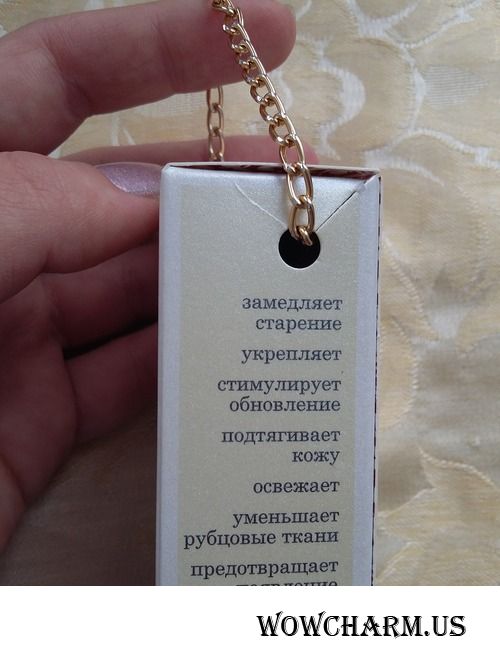 замедляет
старение
укрепляет
стимулирует
обновление
подтягивает
кожу
освежает
уменьшает
рубцовые ткани
предотвращает
WOWCHARM.US